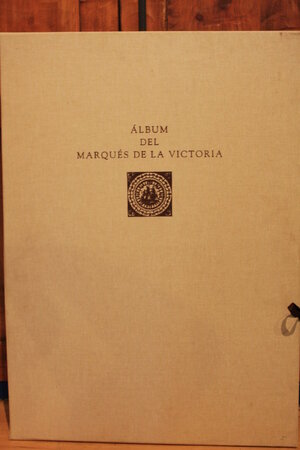 ÁLBUM
DEL
MARQUÉS DE LA VICTORIA